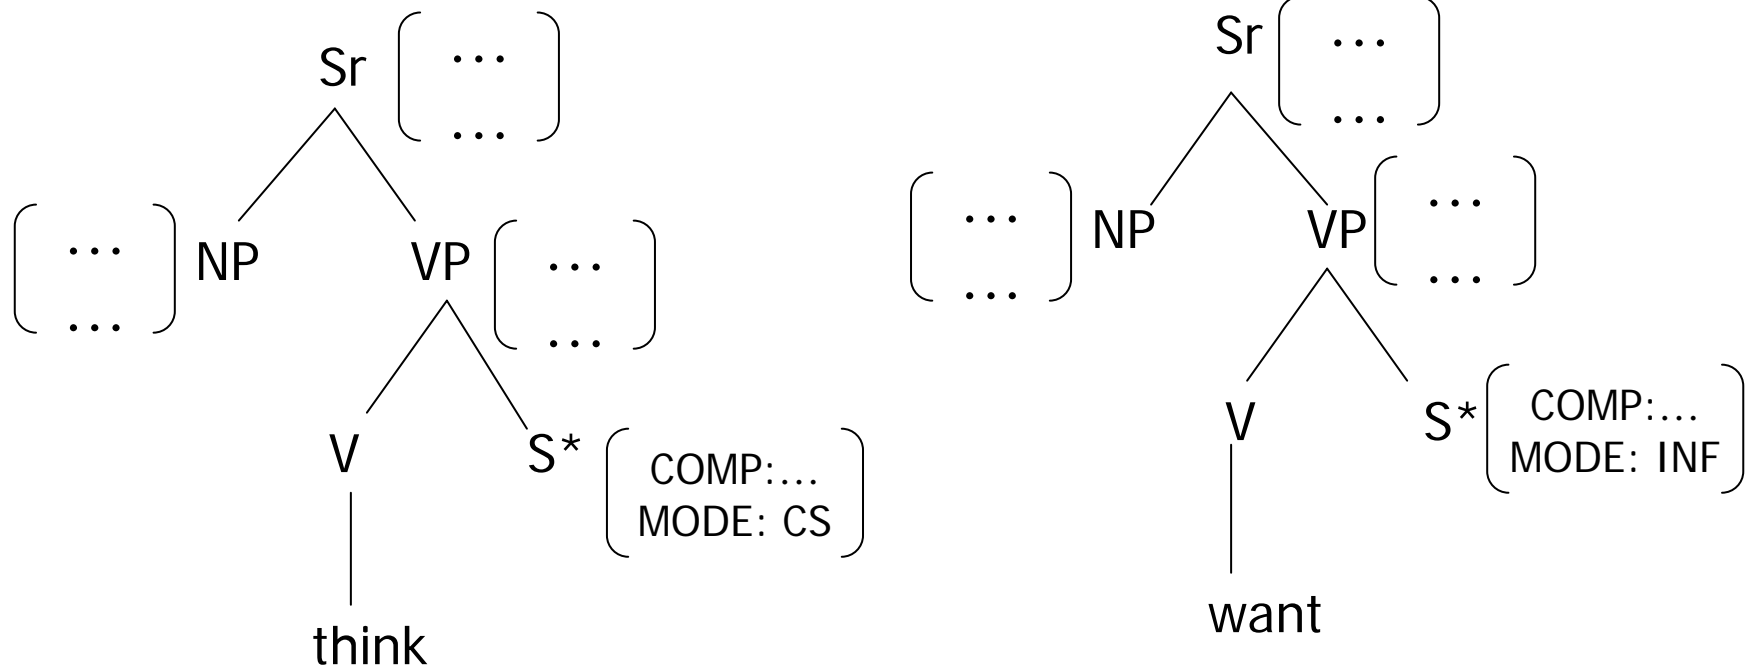 Sr
...
...
...
...
NP
VP
...
...
V
S*
COMP:...
MODE: CS
think
Sr
...
...
...
...
NP
VP
...
...
V
S*
COMP:...
MODE: INF
want